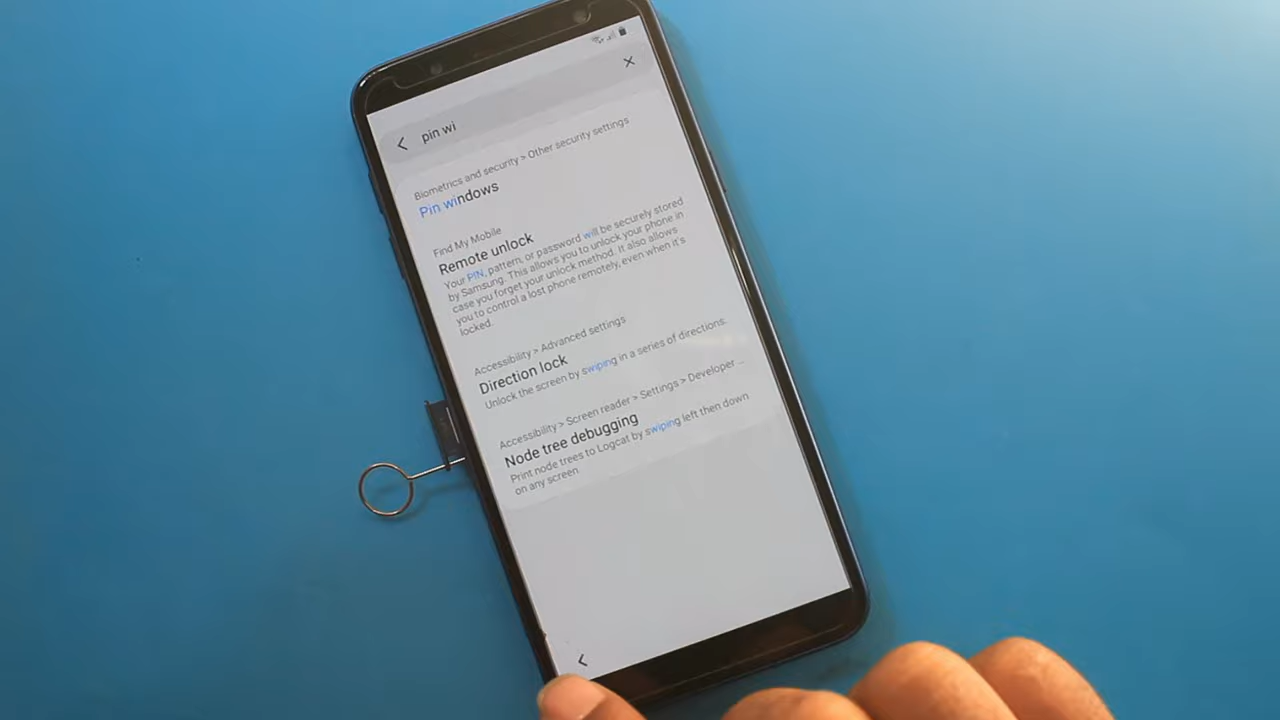 pin wi
Biometrics and security > Other security settings
Pin windows
Find My Mobile
Remote unlock
Your PIN, pattern, or password will be securely stored
by Samsung. This allows you to unlock your phone in
case you forget your unlock method. It also allows
you to control a lost phone remotely, even when it's
locked.
Accessibility > Advanced settings
Direction lock
Unlock the screen by swiping in a series of directions.
Accessibility > Screen reader > Settings > Developer ...
Node tree debugging
Print node trees to Logcat by swiping left then down
on any screen